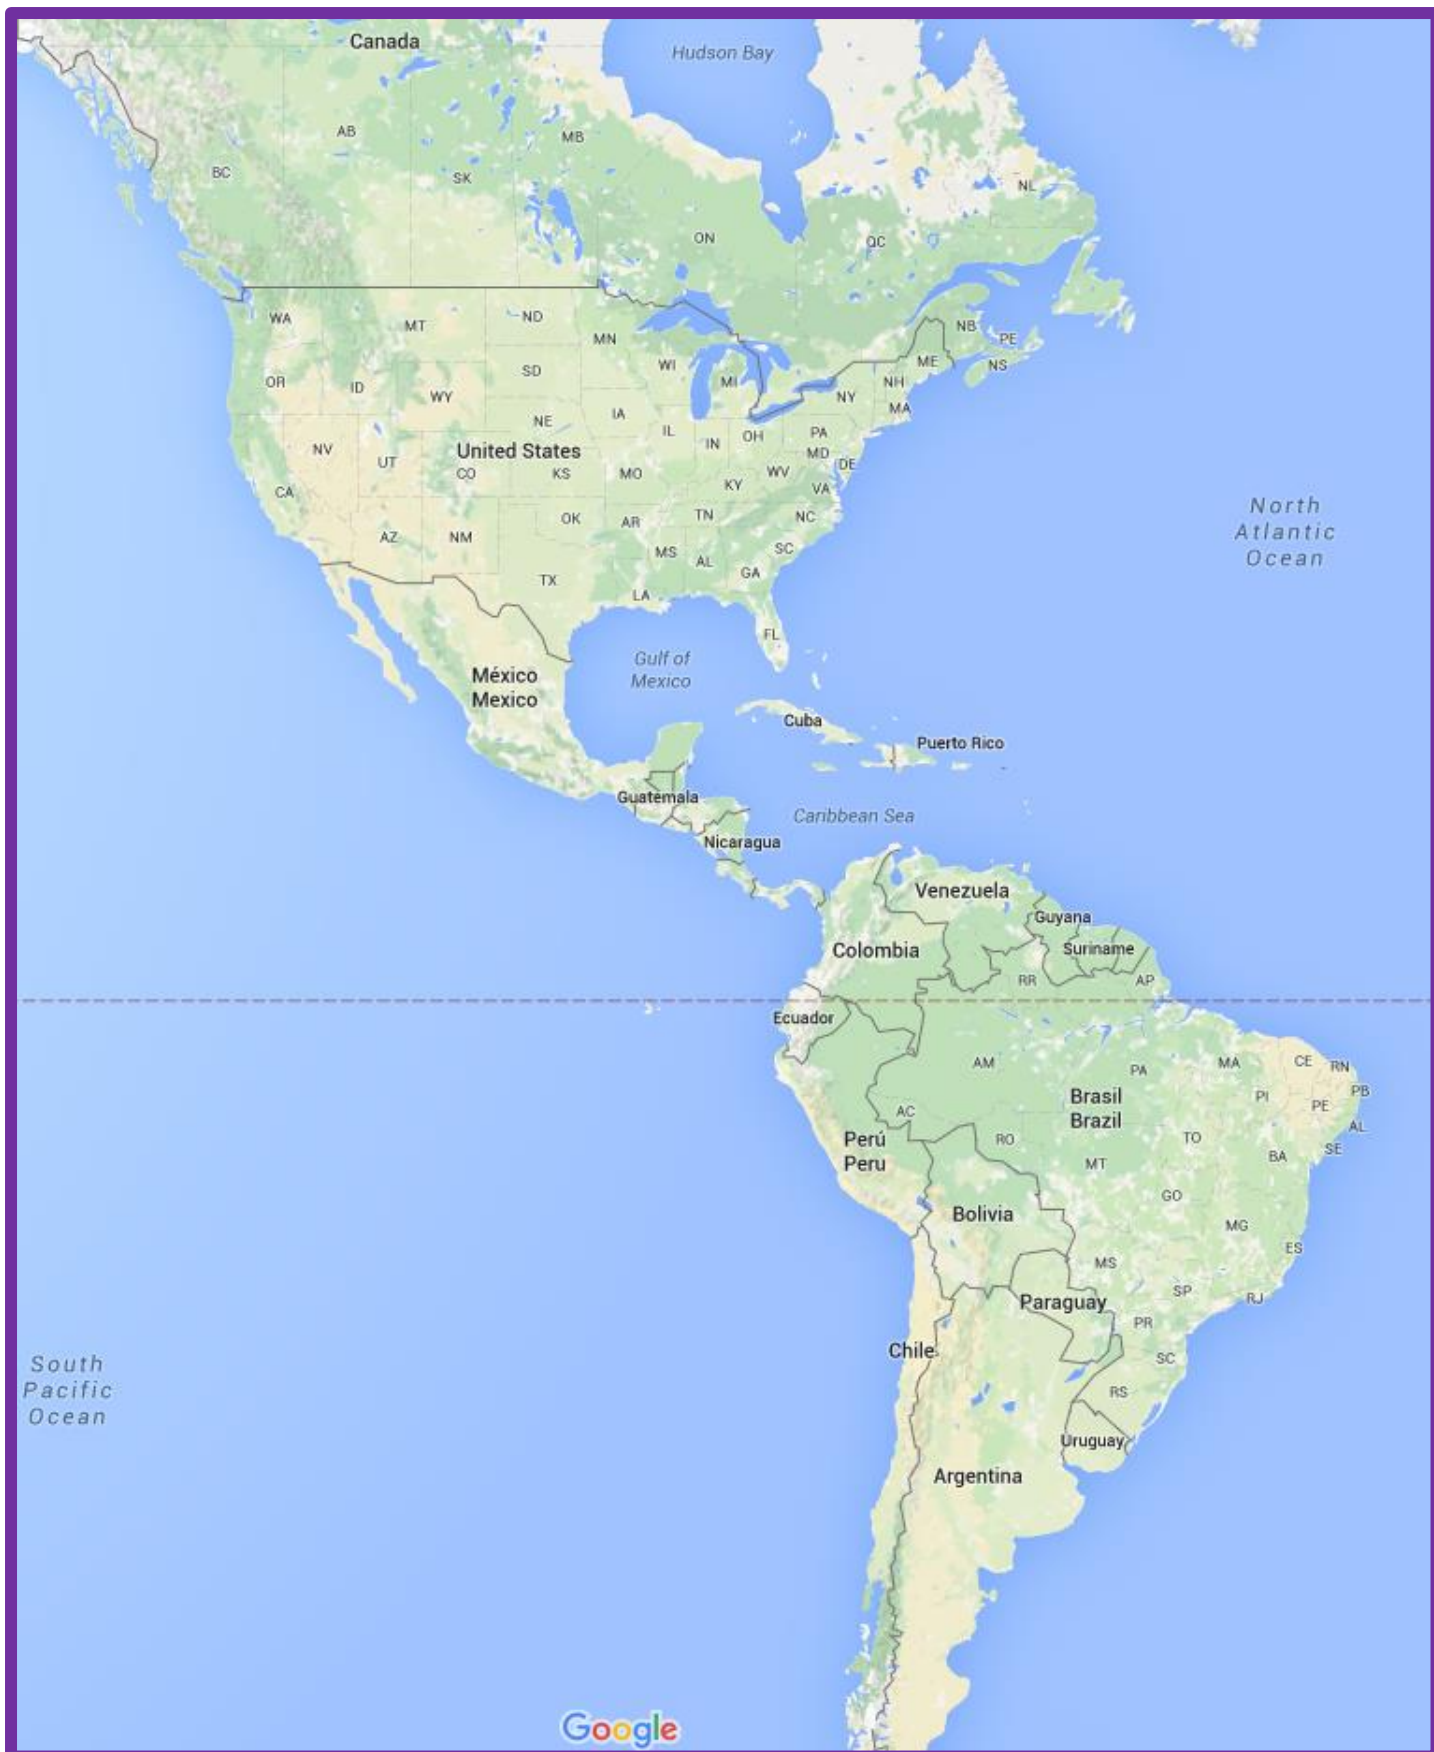 Canada
Hudson Bay
AB
MB
BC
SK
NL
ON
QC
WA
MT
ND
MN
NB
PE
NS
ME
WI
MI
NH
OR
ID
WY
SD
NY
MA
NE
IA
IL
IN
OH
PA
MD
DE
NV
UT
United States
CO
KS
MO
KY
WV
VA
CA
AZ
NM
OK
AR
TN
NC
MS
AL
SC
GA
TX
LA
FL
North
Atlantic
Ocean
Gulf of
Mexico
México
Mexico
Cuba
Puerto Rico
Guatemala
Caribbean Sea
Nicaragua
Venezuela
Guyana
Colombia
Suriname
RR
AP
Ecuador
AM
PA
MA
CE
RN
PB
PI
PE
AL
Brasil
Brazil
AC
Perú
Peru
RO
MT
TO
BA
SE
GO
Bolivia
MG
ES
MS
SP
RJ
Paraguay
PR
Chile
SC
South
Pacific
Ocean
RS
Uruguay
Argentina
Google